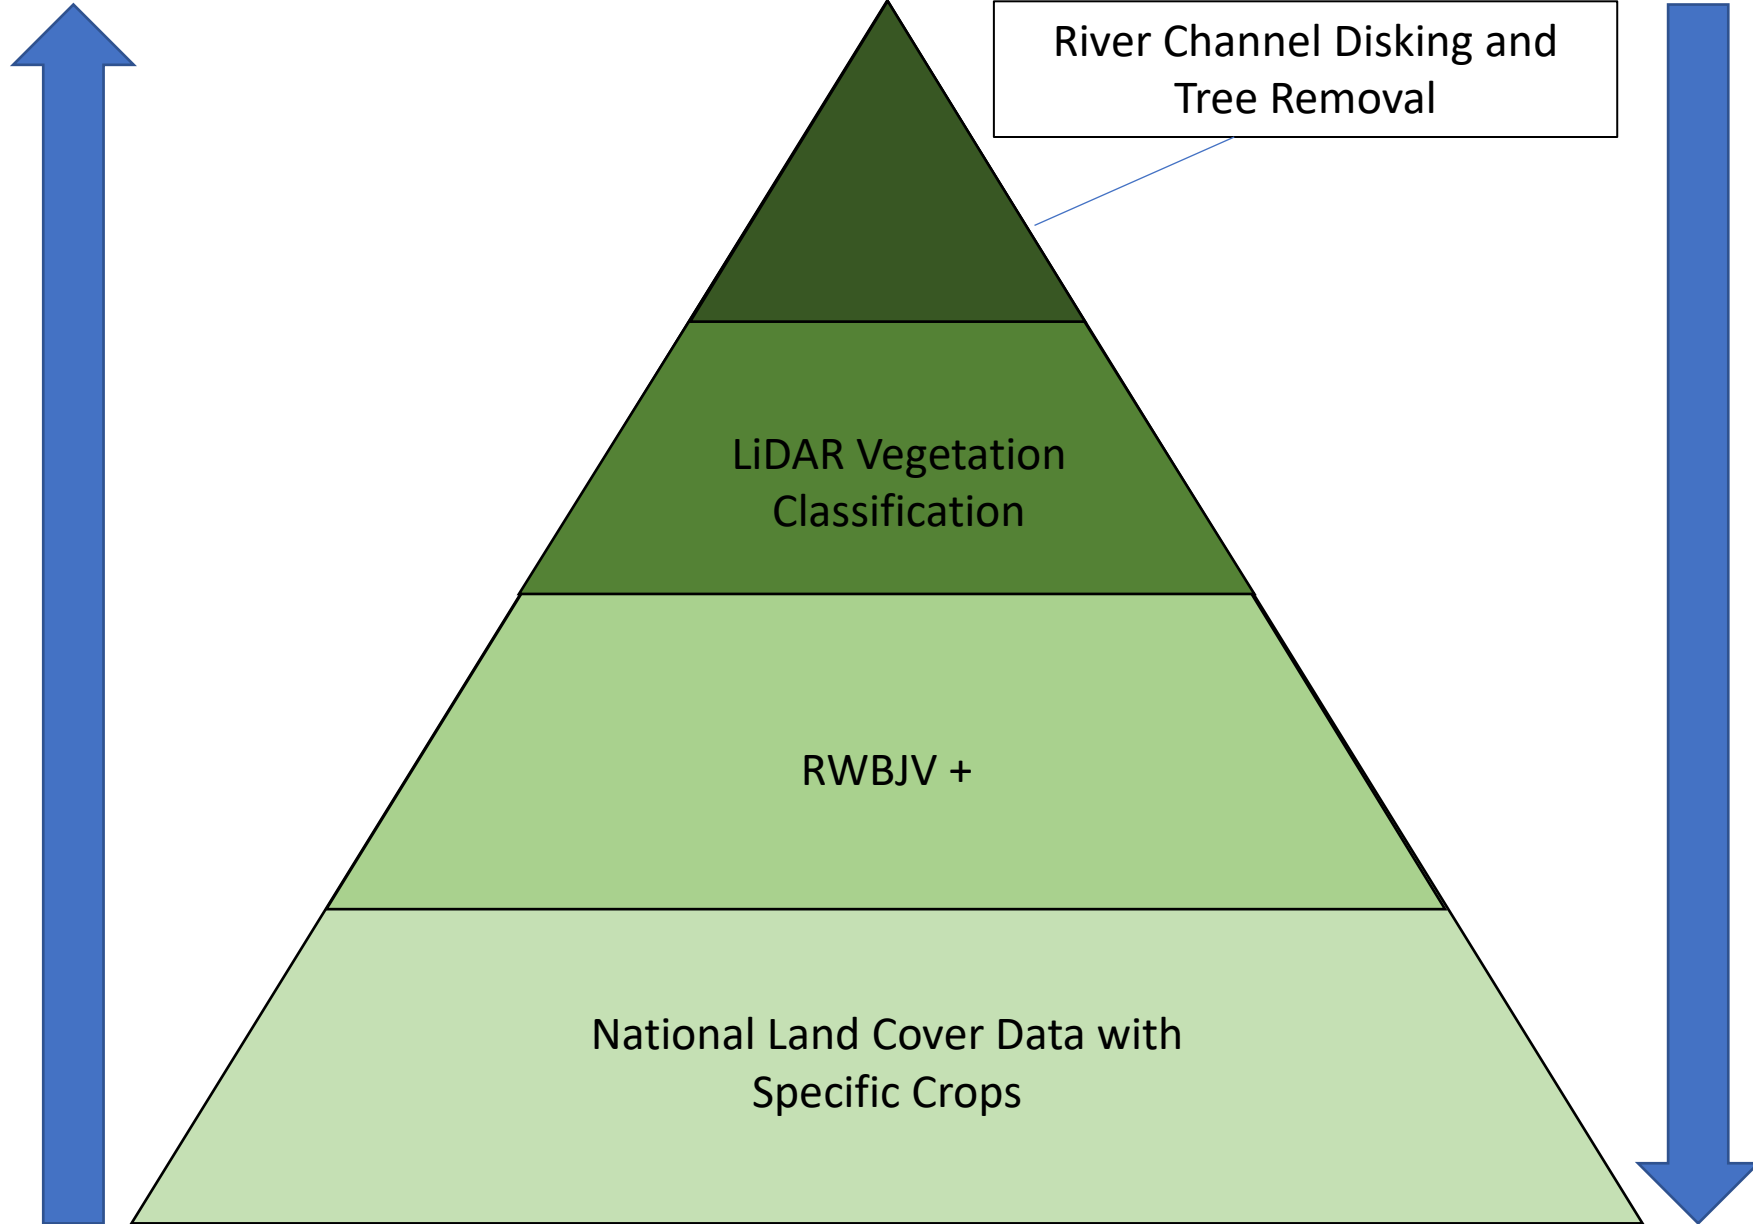 River Channel Disking and
Tree Removal
LiDAR Vegetation
Classification
RWBJV +
National Land Cover Data with
Specific Crops